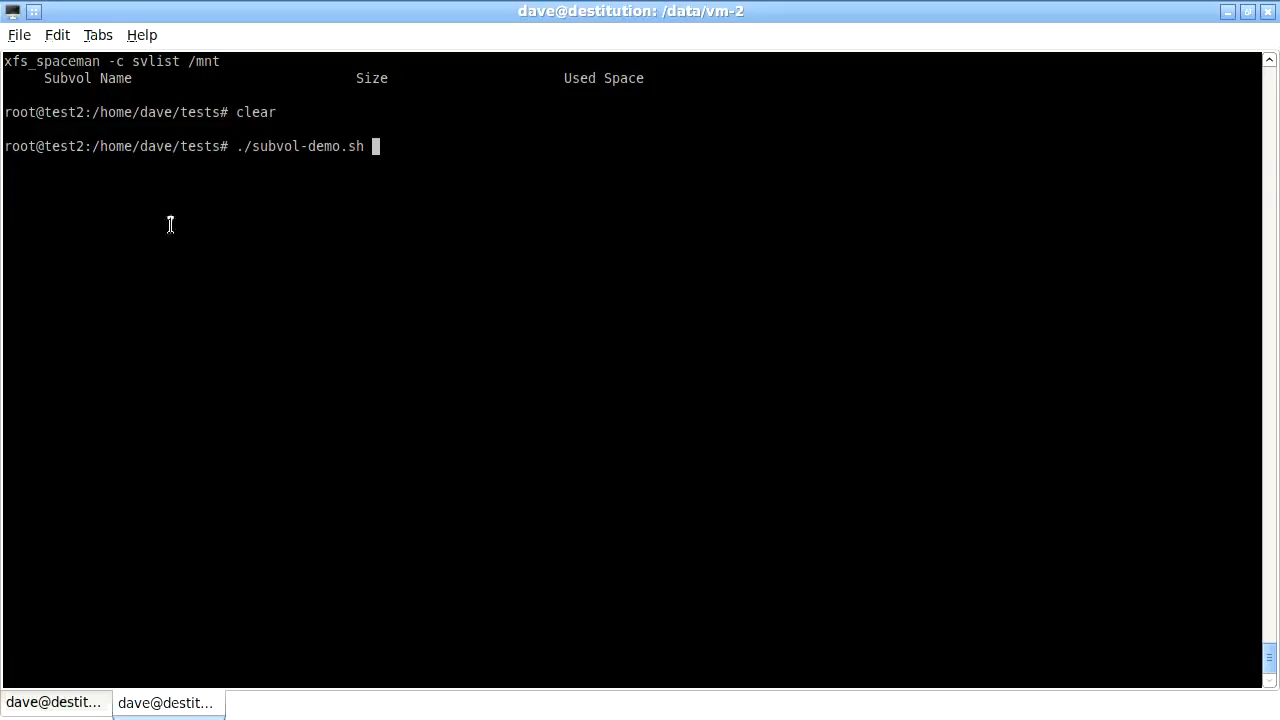 dave@destitution: /data/vm-2
File Edit Tabs Help
xfs_spaceman -c svlist /mnt
Subvol Name Size Used Space
root@test2:/home/dave/tests# clear
root@test2:/home/dave/tests# ./subvol-demo.sh
dave@destit... dave@destit...